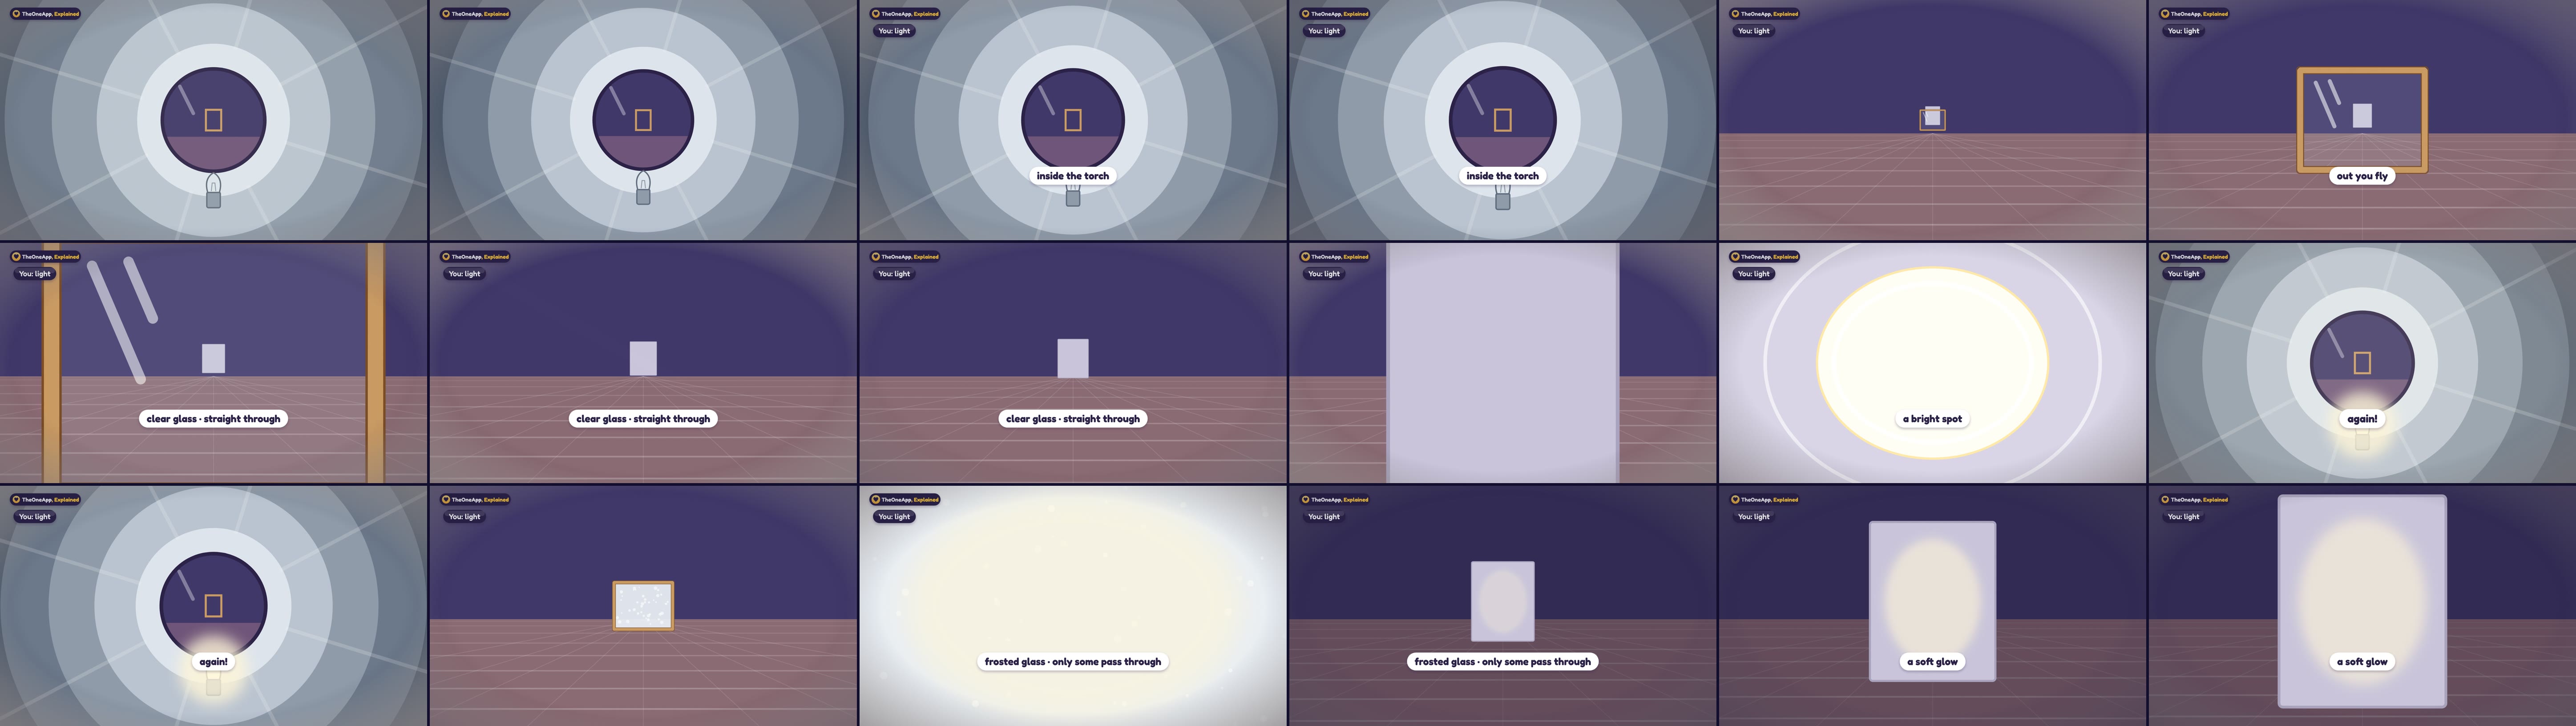 TheOneApp, Explained
TheOneApp, Explained
You: light
TheOneApp, Explained
You: light
inside the torch
TheOneApp, Explained
You: light
inside the torch
TheOneApp, Explained
You: light
TheOneApp, Explained
You: light
out you fly
TheOneApp, Explained
You: light
clear glass · straight through
TheOneApp, Explained
You: light
clear glass · straight through
TheOneApp, Explained
You: light
clear glass · straight through
TheOneApp, Explained
You: light
TheOneApp, Explained
You: light
a bright spot
TheOneApp, Explained
You: light
again!
TheOneApp, Explained
You: light
again!
TheOneApp, Explained
You: light
TheOneApp, Explained
You: light
frosted glass · only some pass through
TheOneApp, Explained
You: light
frosted glass · only some pass through
TheOneApp, Explained
You: light
a soft glow
TheOneApp, Explained
You: light
a soft glow